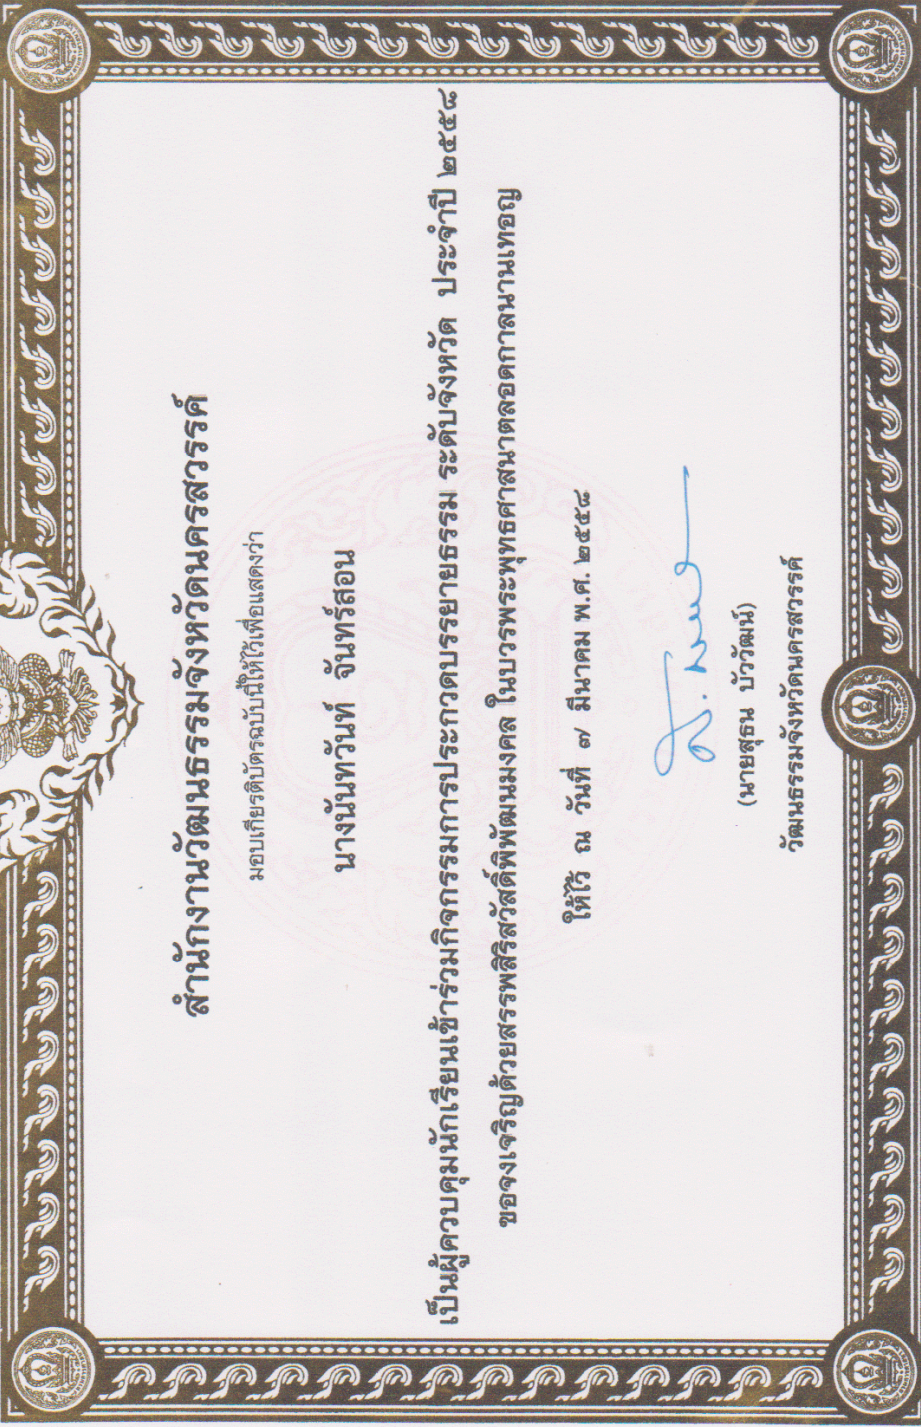 สำนักงานวัฒนธรรมจังหวัดนครสวรรค์
มอบเกียรติบัตรฉบับนี้ให้ไว้เพื่อแสดงว่า
นางนันทวันท์ จันทร์สอน
เป็นผู้ควบคุมนักเรียนเข้าร่วมกิจกรรมการประกวดบรรยายธรรม ระดับจังหวัด ประจำปี ๒๕๕๘
ขอจงเจริญด้วยสรรพสิริสวัสดิ์พิพัฒนมงคล ในบวรพระพุทธศาสนาตลอดกาลนานเทอญ
ให้ไว้ ณ วันที่ ๗ มีนาคม พ.ศ. ๒๕๕๘
(นายสุธน บัววัฒน์)
วัฒนธรรมจังหวัดนครสวรรค์